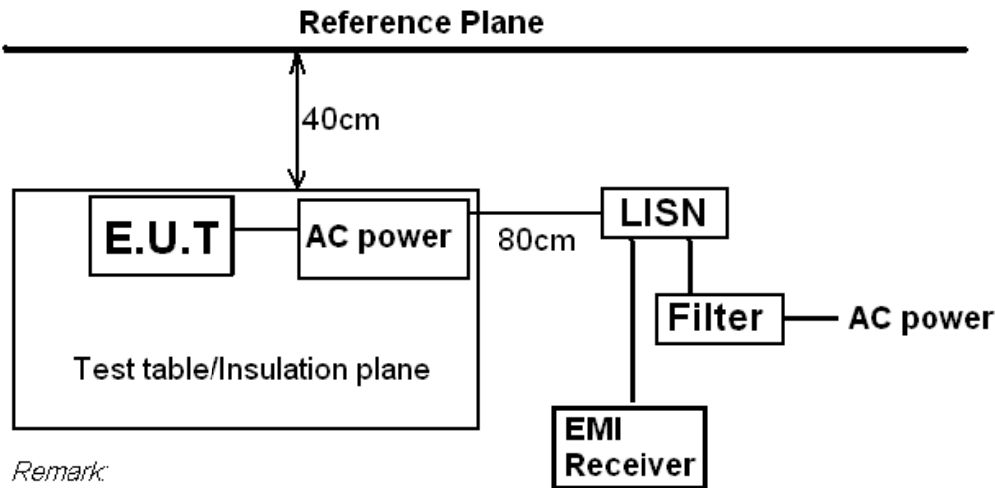 Reference Plane
40cm
E.U.T
AC power
80cm
LISN
Filter
AC power
Test table/Insulation plane
EMI
Receiver
Remark: